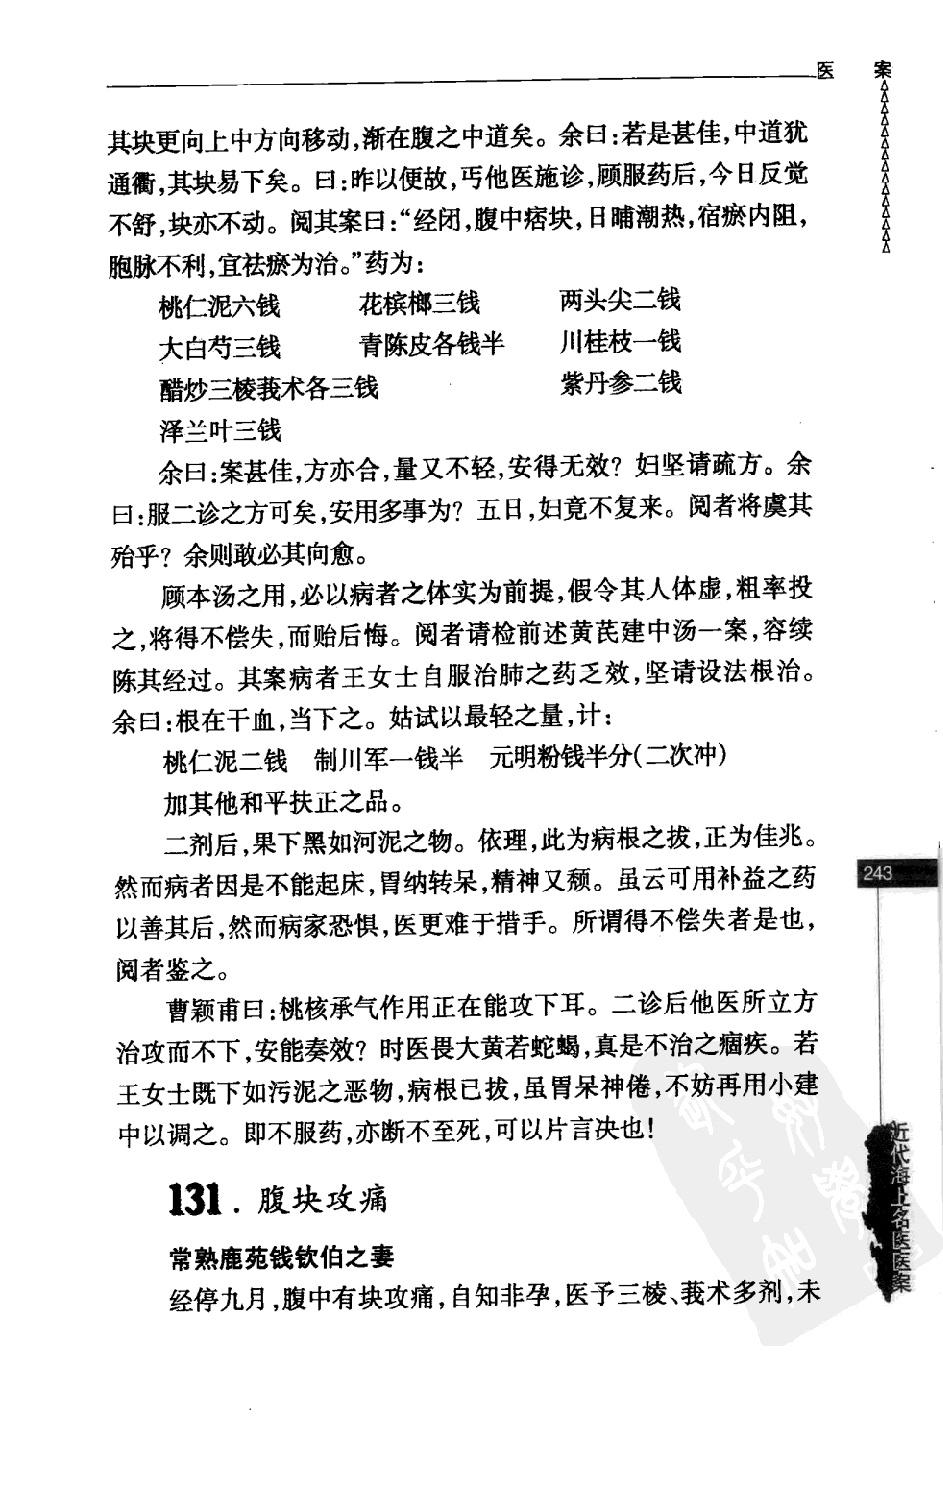 医 案
其块更向上中方向移动,渐在腹之中道矣。余曰:若是甚佳,中道犹
通衢,其块易下矣。曰:昨以便故,丐他医施诊,顾服药后,今日反觉
不舒,块亦不动。阅其案曰:“经闭,腹中痞块,日晡潮热,宿瘀内阻,
胞脉不利,宜祛瘀为治。”药为:
桃仁泥六钱 花槟榔三钱 两头尖二钱
大白芍三钱 青陈皮各钱半 川桂枝一钱
醋炒三棱莪术各三钱 紫丹参二钱
泽兰叶三钱
余曰:案甚佳,方亦合,量又不轻,安得无效?妇坚请疏方。余
曰:服二诊之方可矣,安用多事为?五日,妇竟不复来。阅者将虞其
殆乎?余则敢必其向愈。
顾本汤之用,必以病者之体实为前提,假令其人体虚,粗率投
之,将得不偿失,而贻后悔。阅者请检前述黄芪建中汤一案,容续
陈其经过。其案病者王女士自服治肺之药乏效,坚请设法根治。
余曰:根在干血,当下之。姑试以最轻之量,计:
桃仁泥二钱 制川军一钱半 元明粉钱半分(二次冲)
加其他和平扶正之品。
二剂后,果下黑如河泥之物。依理,此为病根之拔,正为佳兆。
然而病者因是不能起床,胃纳转呆,精神又颓。虽云可用补益之药
以善其后,然而病家恐惧,医更难于措手。所谓得不偿失者是也,
阅者鉴之。
曹颖甫曰:桃核承气作用正在能攻下耳。二诊后他医所立方
治攻而不下,安能奏效?时医畏大黄若蛇蝎,真是不治之痼疾。若
王女士既下如污泥之恶物,病根已拔,虽胃呆神倦,不妨再用小建
中以调之。即不服药,亦断不至死,可以片言决也!
131.腹块攻痛
常熟鹿苑钱钦伯之妻
经停九月,腹中有块攻痛,自知非孕,医予三棱、莪术多剂,未
243
近代海上名医医案